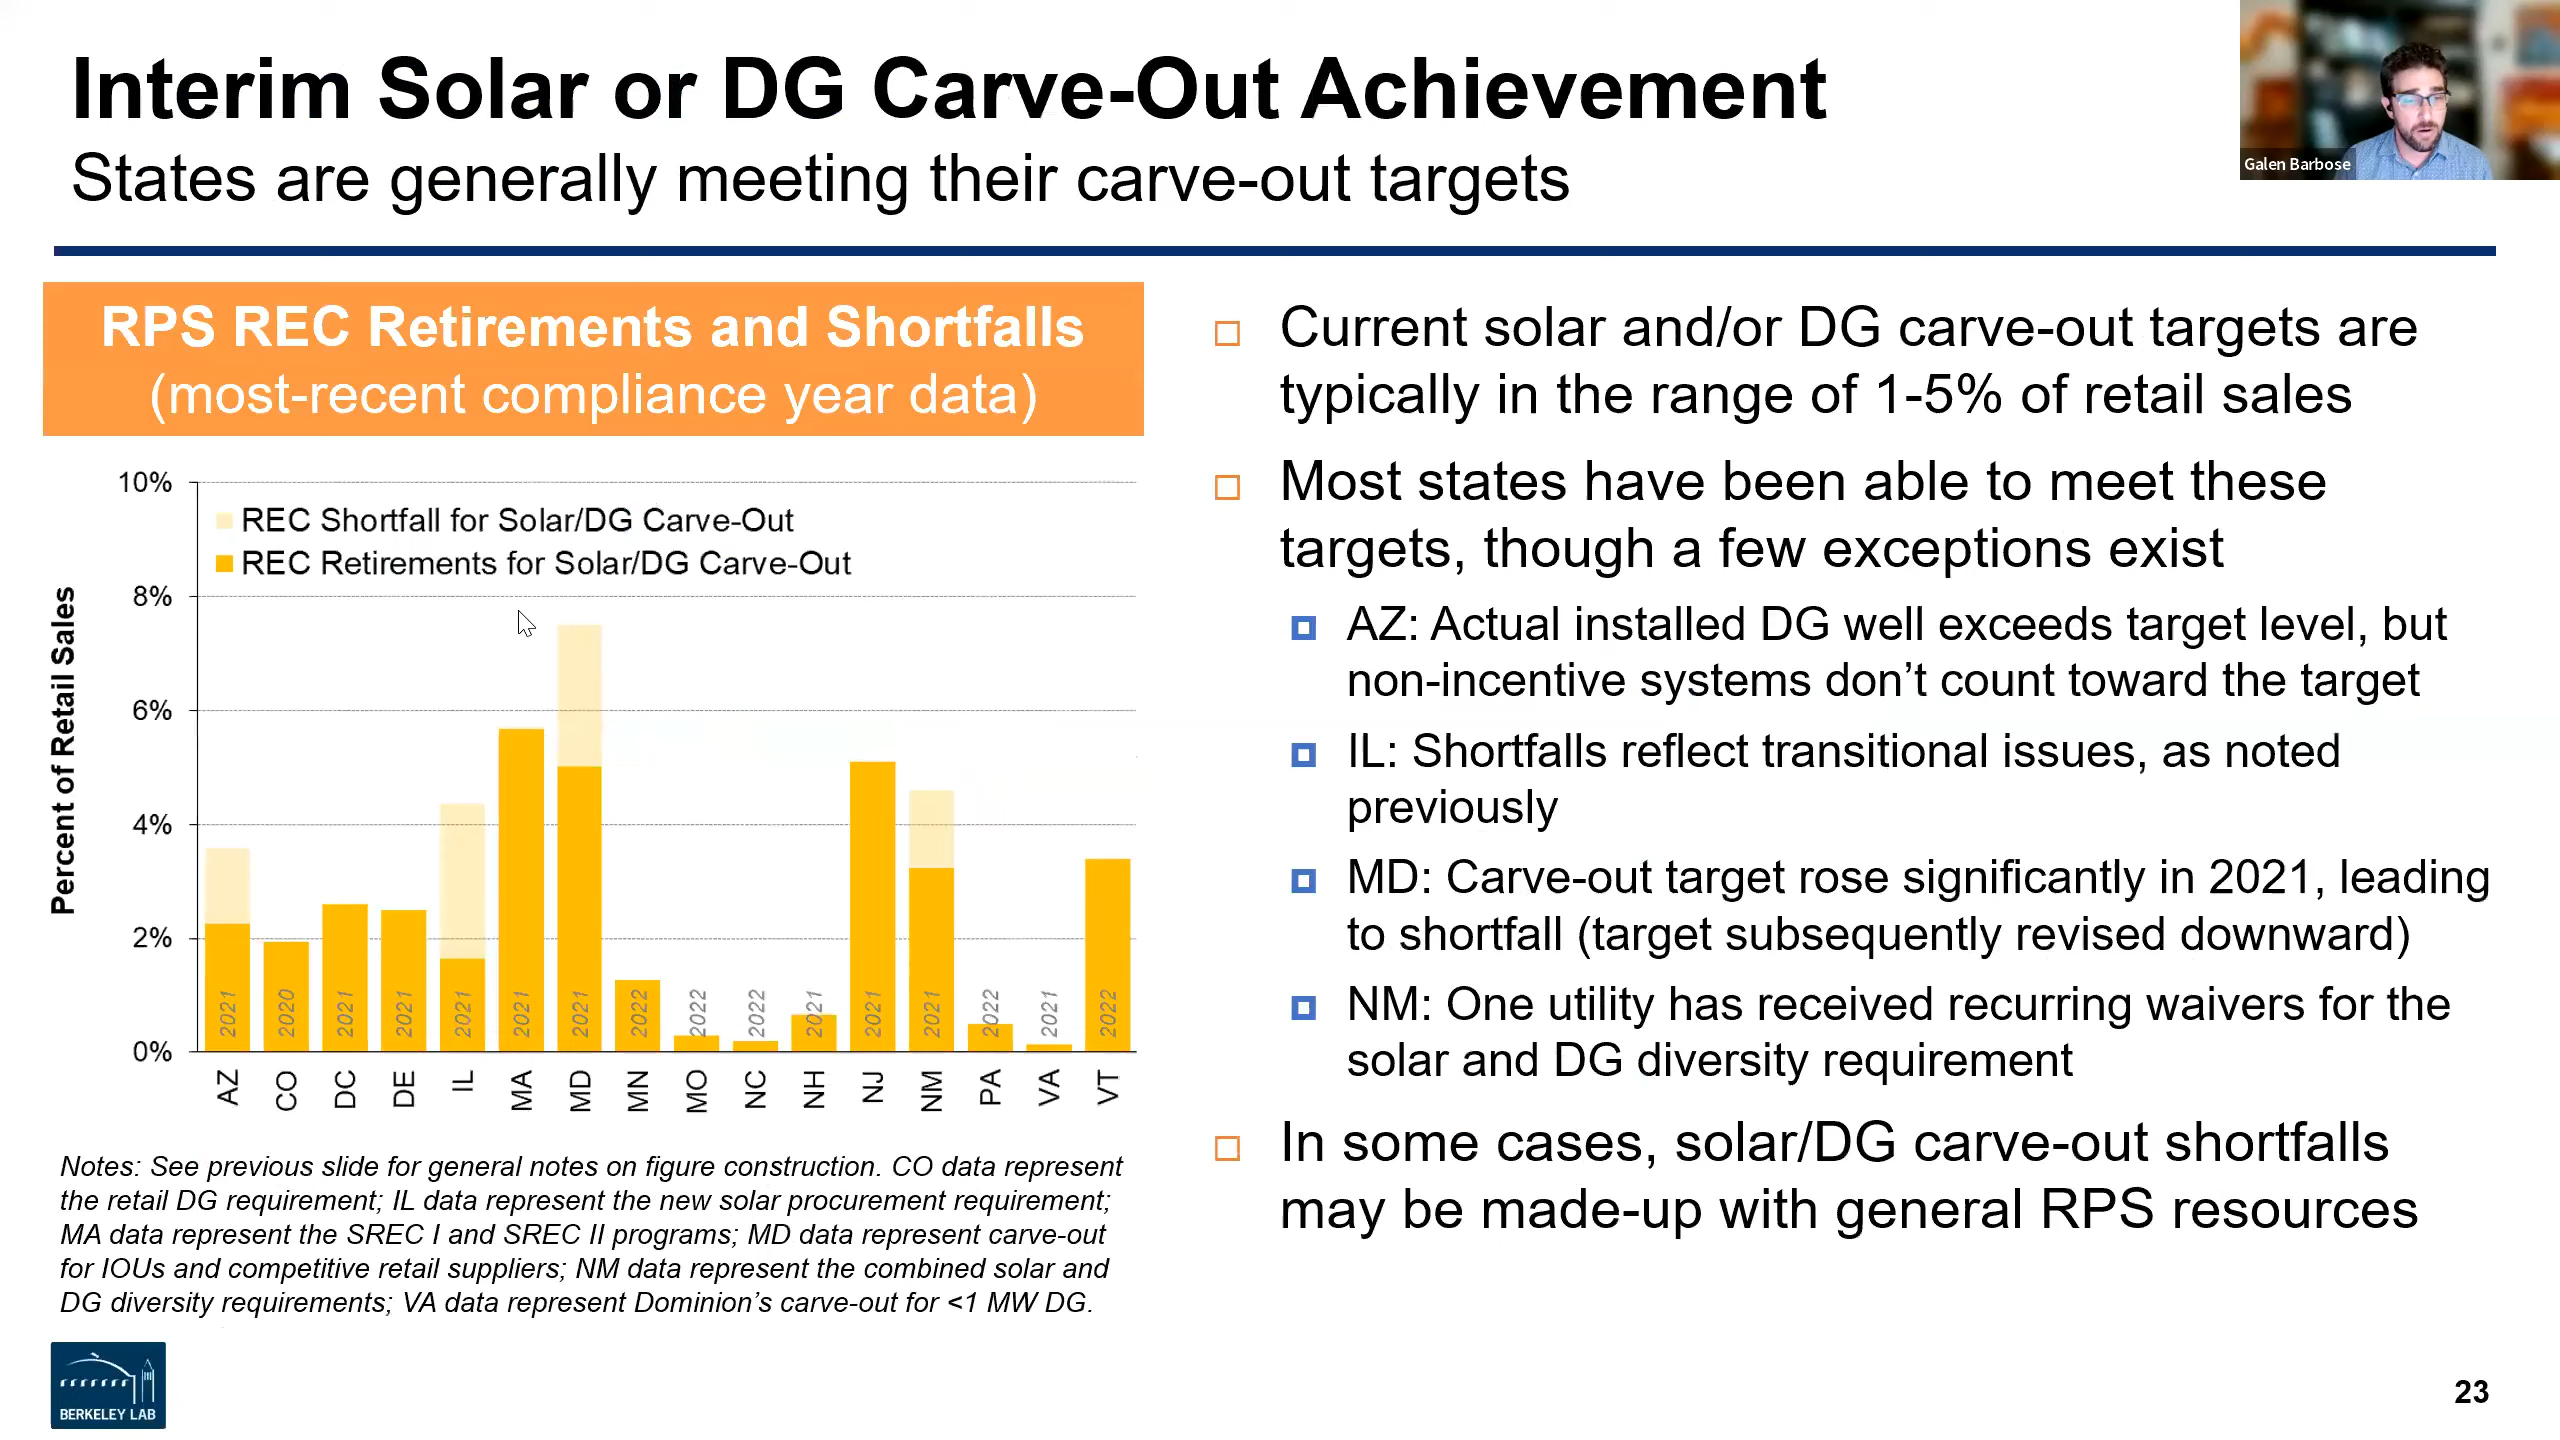 Interim Solar or DG Carve-Out Achievement
States are generally meeting their carve-out targets
Galen Barbose
RPS REC Retirements and Shortfalls
(most-recent compliance year data)
Percent of Retail Sales
10%
8%
6%
4%
2%
0%
REC Shortfall for Solar/DG Carve-Out
REC Retirements for Solar/DG Carve-Out
2021
2020
2021
2021
2021
2021
2021
2022
2022
2022
2021
2021
2021
2022
2021
2022
AZ
CO
DC
DE
IL
MA
MD
MN
MO
NC
NH
NJ
NM
PA
VA
VT
Notes: See previous slide for general notes on figure construction. CO data represent
the retail DG requirement; IL data represent the new solar procurement requirement;
MA data represent the SREC I and SREC II programs; MD data represent carve-out
for IOUs and competitive retail suppliers; NM data represent the combined solar and
DG diversity requirements; VA data represent Dominion’s carve-out for <1 MW DG.
Current solar and/or DG carve-out targets are
typically in the range of 1-5% of retail sales
Most states have been able to meet these
targets, though a few exceptions exist
AZ: Actual installed DG well exceeds target level, but
non-incentive systems don’t count toward the target
IL: Shortfalls reflect transitional issues, as noted
previously
MD: Carve-out target rose significantly in 2021, leading
to shortfall (target subsequently revised downward)
NM: One utility has received recurring waivers for the
solar and DG diversity requirement
In some cases, solar/DG carve-out shortfalls
may be made-up with general RPS resources
BERKELEY LAB
23